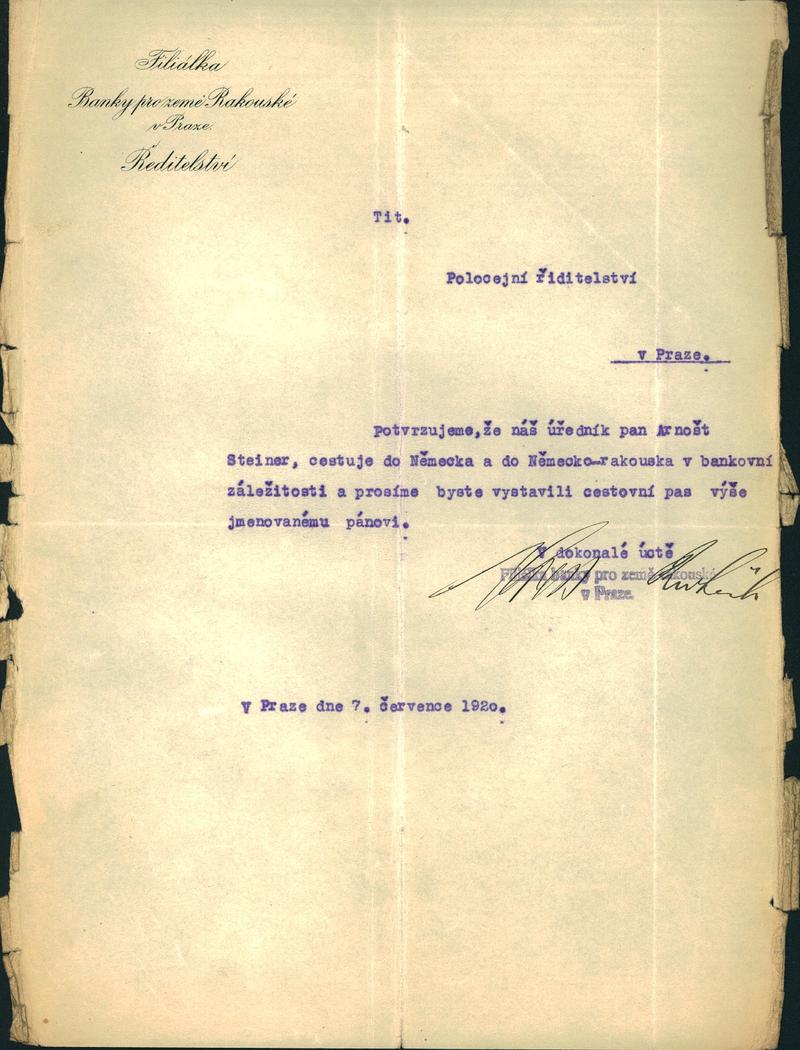 Filiálka
Banky pro země Rakouské
v Praze.
Ředitelství
Tit.
Polocejní řiditelství
v Praze.
Potvrzujeme,že náš úředník pan Arnošt
Steiner, cestuje do Německa a do Německo-rakouska v bankovní
záležitosti a prosíme byste vystavili cestovní pas výše
jmenovanému pánovi.
V dokonalé úctě
Filiálka banky pro země rakouské
v Praze.
V Praze dne 7. července 192o.